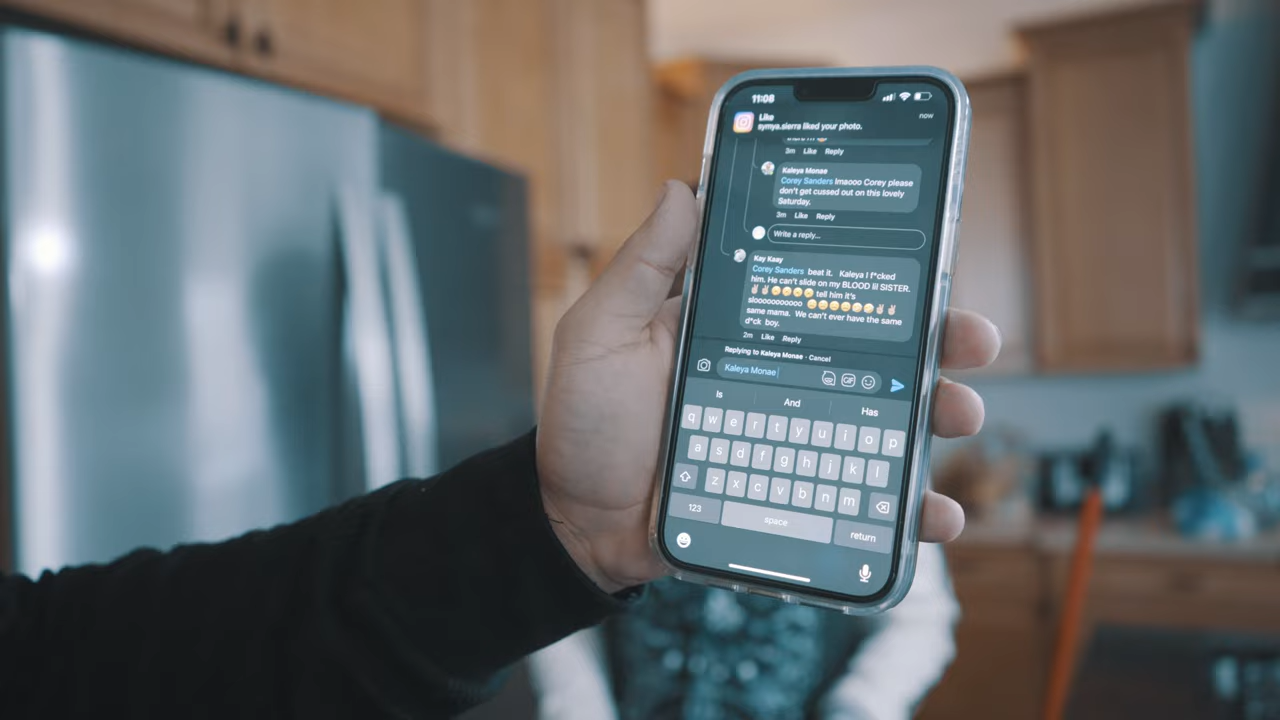 11:08
Like
now
symya.sierra liked your photo.
3m Like Reply
Kaleya Monae
Corey Sanders lmaooo Corey please
don't get cussed out on this lovely
Saturday.
3m Like Reply
Write a reply...
Key Kaay
Corey Sanders beat it. Kaleya I f*cked
him. He can't slide on my BLOOD lil SISTER.
✌🏼✌🏼😂😂😂😂 tell him it's
slooooooooooo 😂😂😂😂😂😂😂✌🏼✌🏼
same mama. We can't ever have the same
d*ck boy.
2m Like Reply
Replying to Kaleya Monae · Cancel
Kaleya Monae
GIF
Is And Has
q w e r t y u i o p
a s d f g h j k l
z x c v b n m
123 space return